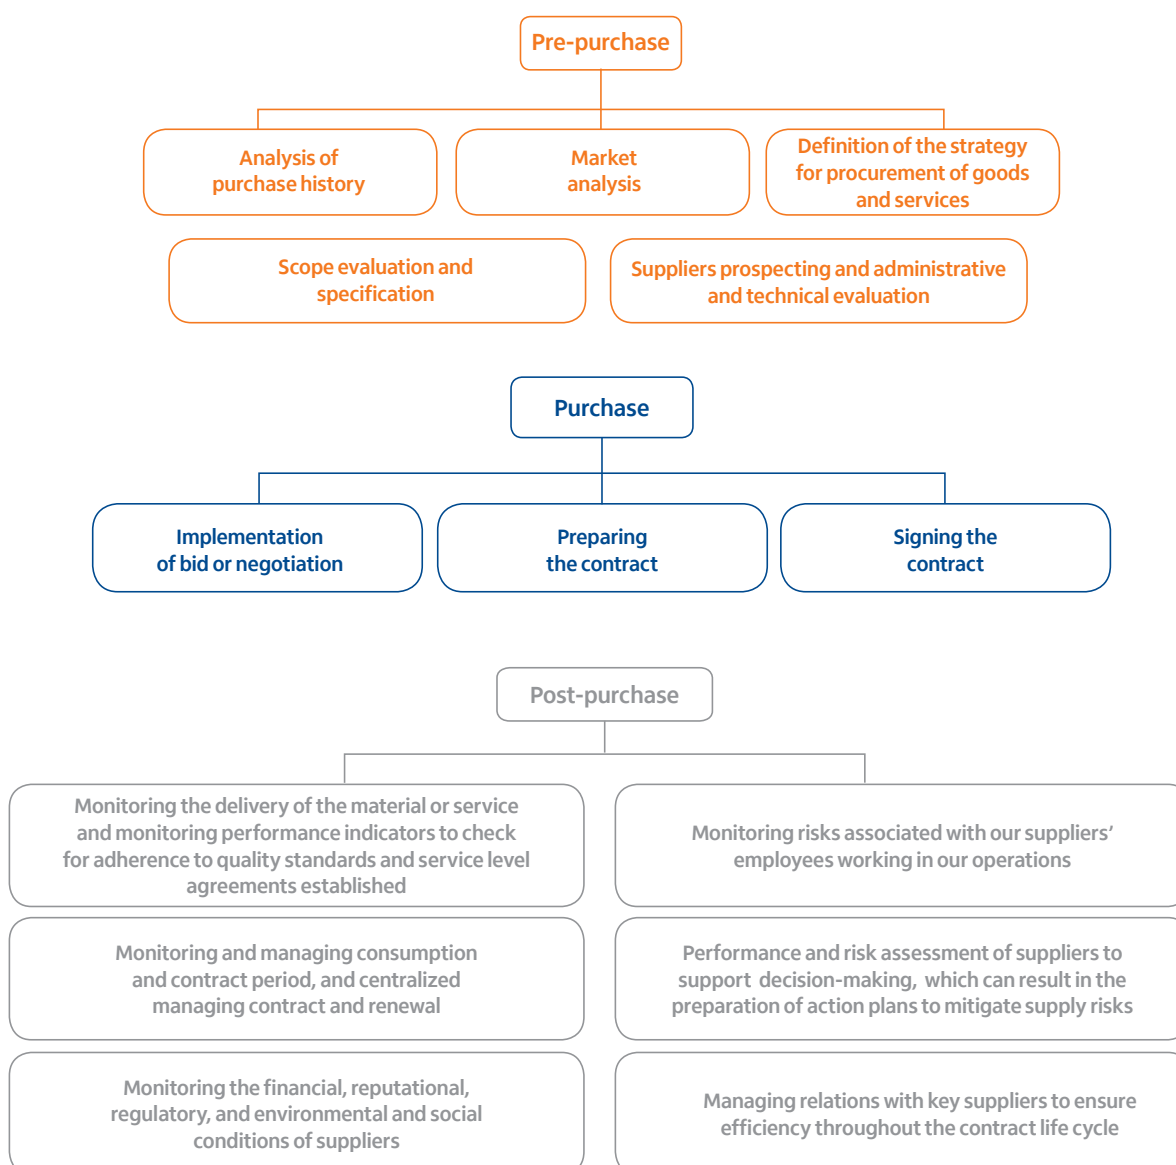 Pre-purchase
Analysis of
purchase history
Market
analysis
Definition of the strategy
for procurement of goods
and services
Scope evaluation and
specification
Suppliers prospecting and administrative
and technical evaluation
Purchase
Implementation
of bid or negotiation
Preparing
the contract
Signing the
contract
Post-purchase
Monitoring the delivery of the material or service
and monitoring performance indicators to check
for adherence to quality standards and service level
agreements established
Monitoring risks associated with our suppliers’
employees working in our operations
Monitoring and managing consumption
and contract period, and centralized
managing contract and renewal
Performance and risk assessment of suppliers to
support decision-making, which can result in the
preparation of action plans to mitigate supply risks
Monitoring the financial, reputational,
regulatory, and environmental and social
conditions of suppliers
Managing relations with key suppliers to ensure
efficiency throughout the contract life cycle